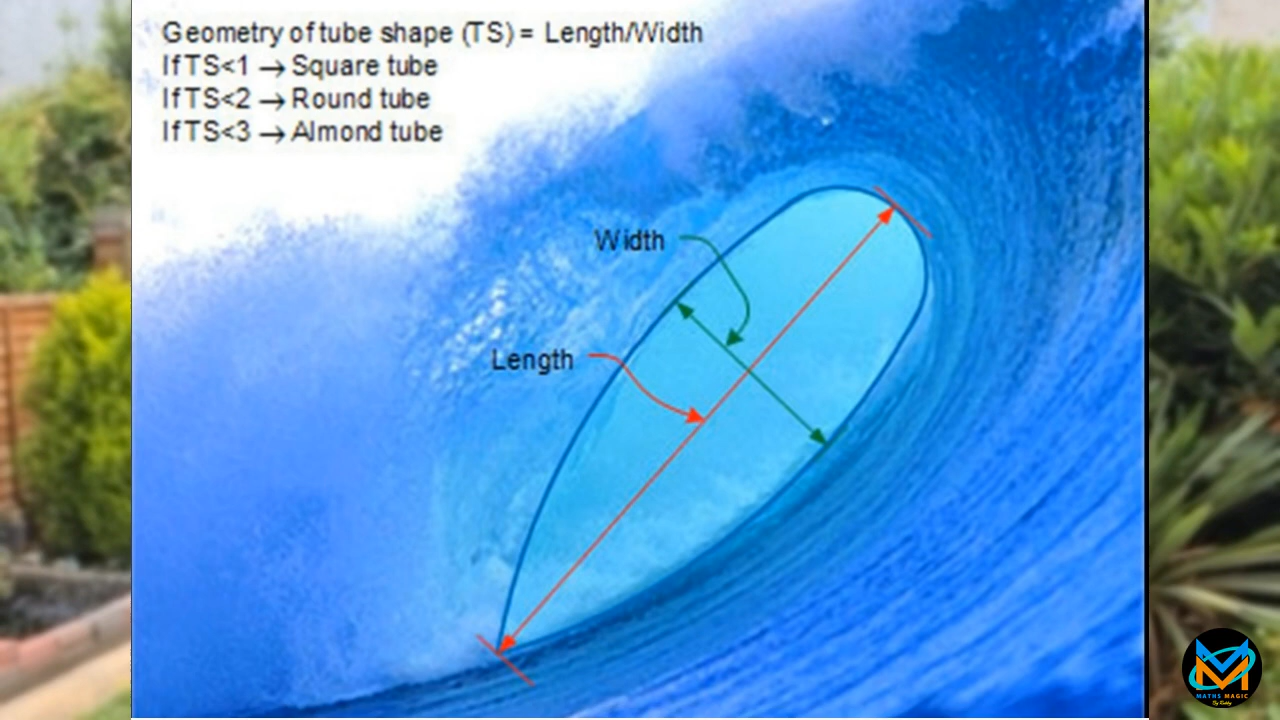 Geometry of tube shape (TS) = Length/Width
If TS<1 → Square tube
If TS<2 → Round tube
If TS<3 → Almond tube
Width
Length
MATHS MAGIC